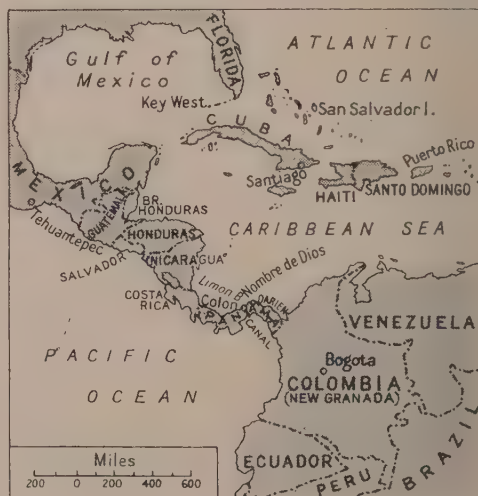 FLORIDA
ATLANTIC
OCEAN
Gulf of
Mexico
Key West
San Salvador I.
CUBA
Puerto Rico
Santiago
HAITI
SANTO DOMINGO
MEXICO
Tehuantepec
GUATEMALA
BR.
HONDURAS
HONDURAS
CARIBBEAN SEA
SALVADOR
NICARAGUA
Nombre de Dios
Limon B.
COSTA
RICA
Colon
DARIEN
PANAMA
CANAL
VENEZUELA
PACIFIC
OCEAN
Bogota
COLOMBIA
(NEW GRANADA)
ECUADOR
PERU
BRAZIL
Miles
200 0 200 400 600